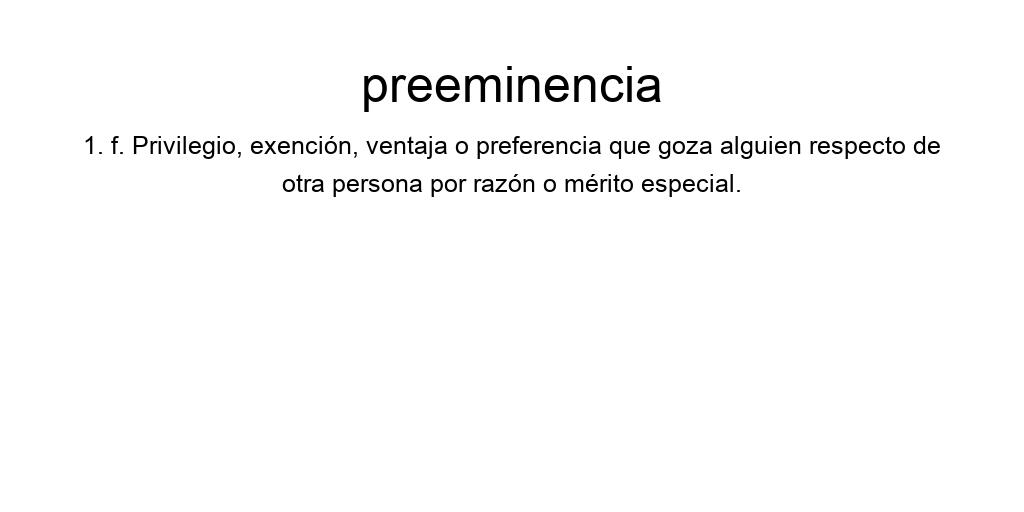 preeminencia
1. f. Privilegio, exención, ventaja o preferencia que goza alguien respecto de
otra persona por razón o mérito especial.